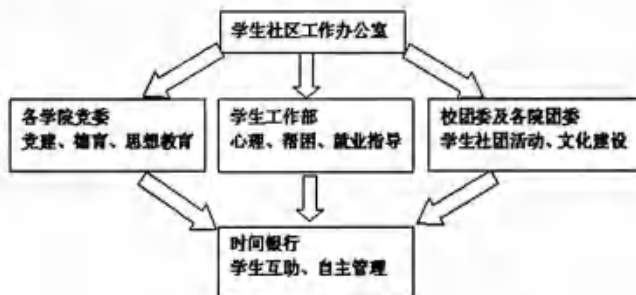 学生社区工作办公室
各学院党委
党建、德育、思想教育
学生工作部
心理、帮困、就业指导
校团委及各院团委
学生社团活动、文化建设
时间银行
学生互助、自主管理